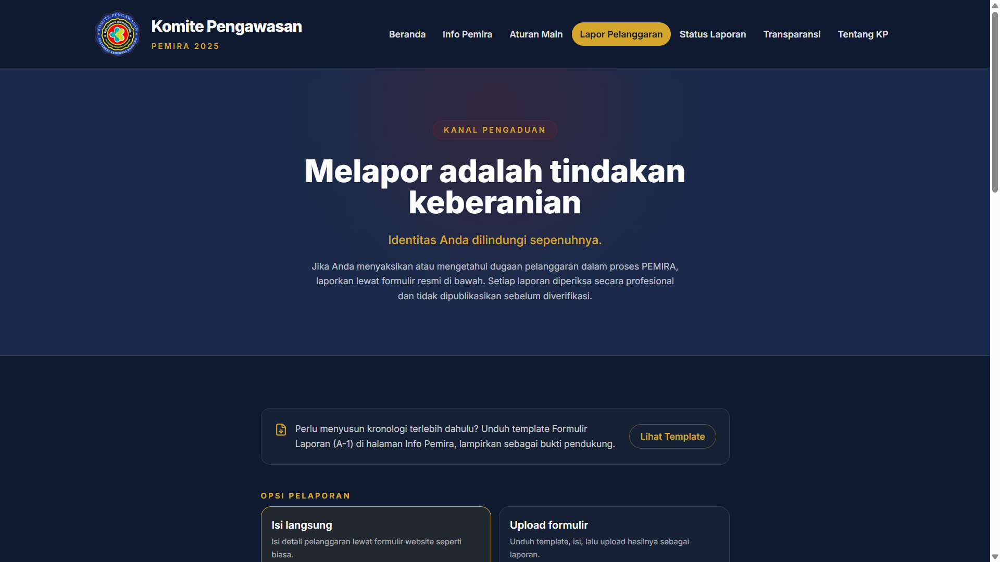 KOMITE PENGAWASAN
KELUARGA MAHASISWA
POLTEKKES KEMENKES BANDUNG
Komite Pengawasan
PEMIRA 2025
Beranda
Info Pemira
Aturan Main
Lapor Pelanggaran
Status Laporan
Transparansi
Tentang KP
KANAL PENGADUAN
Melapor adalah tindakan
keberanian
Identitas Anda dilindungi sepenuhnya.
Jika Anda menyaksikan atau mengetahui dugaan pelanggaran dalam proses PEMIRA,
laporkan lewat formulir resmi di bawah. Setiap laporan diperiksa secara profesional
dan tidak dipublikasikan sebelum diverifikasi.
Perlu menyusun kronologi terlebih dahulu? Unduh template Formulir
Laporan (A-1) di halaman Info Pemira, lampirkan sebagai bukti pendukung.
Lihat Template
OPSI PELAPORAN
Isi langsung
Isi detail pelanggaran lewat formulir website seperti
biasa.
Upload formulir
Unduh template, isi, lalu upload hasilnya sebagai
laporan.